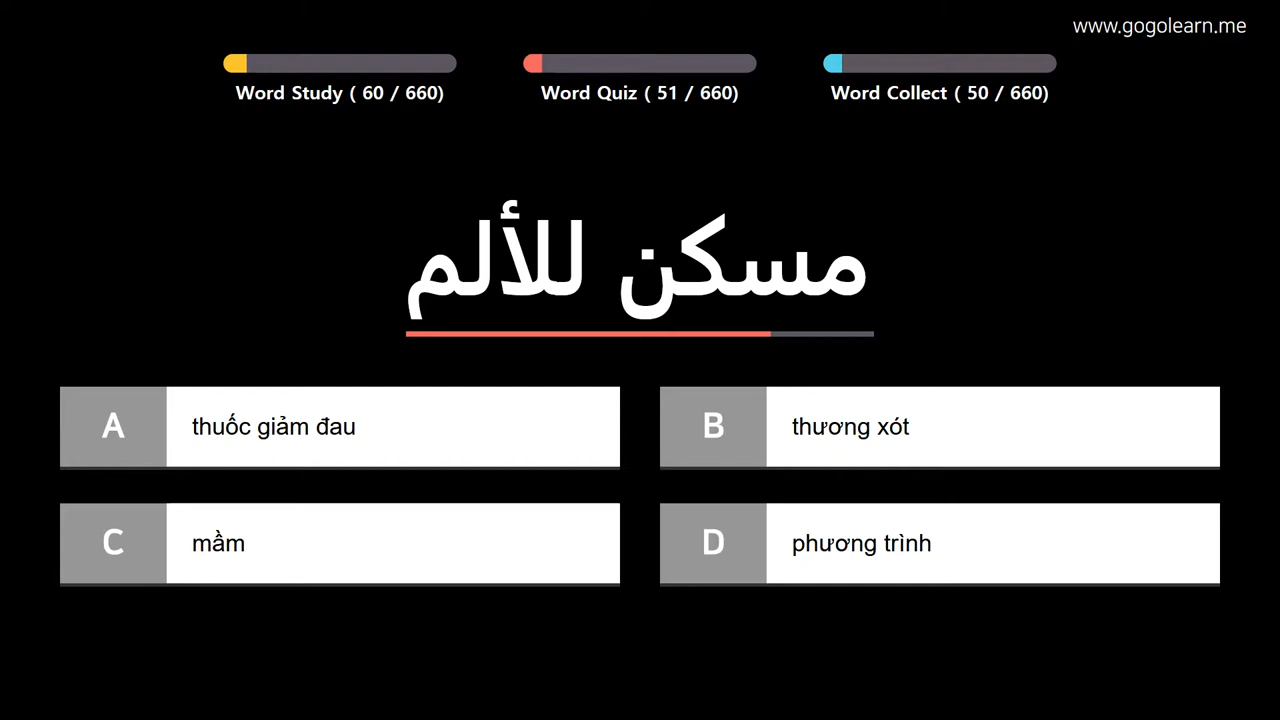 www.gogolearn.me
Word Study ( 60 / 660)
Word Quiz ( 51 / 660)
Word Collect ( 50 / 660)
مسكن للألم
A thuốc giảm đau
B thương xót
C mầm
D phương trình